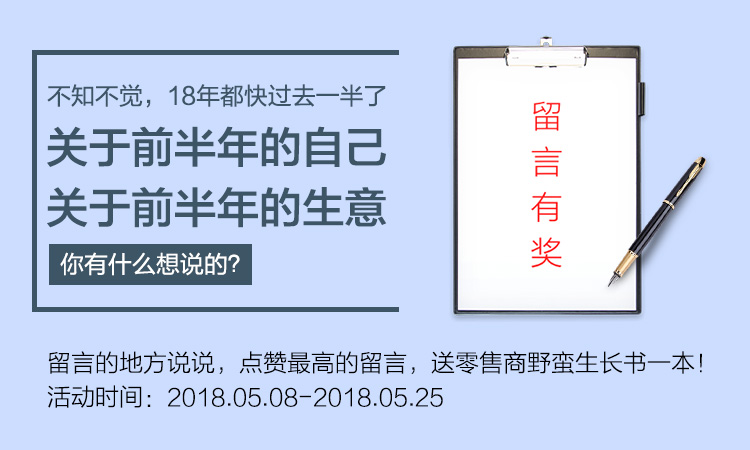 不知不觉，18年都快过去一半了
关于前半年的自己
关于前半年的生意
你有什么想说的?
留言有奖
留言的地方说说，点赞最高的留言，送零售商野蛮生长书一本！
活动时间：2018.05.08-2018.05.25